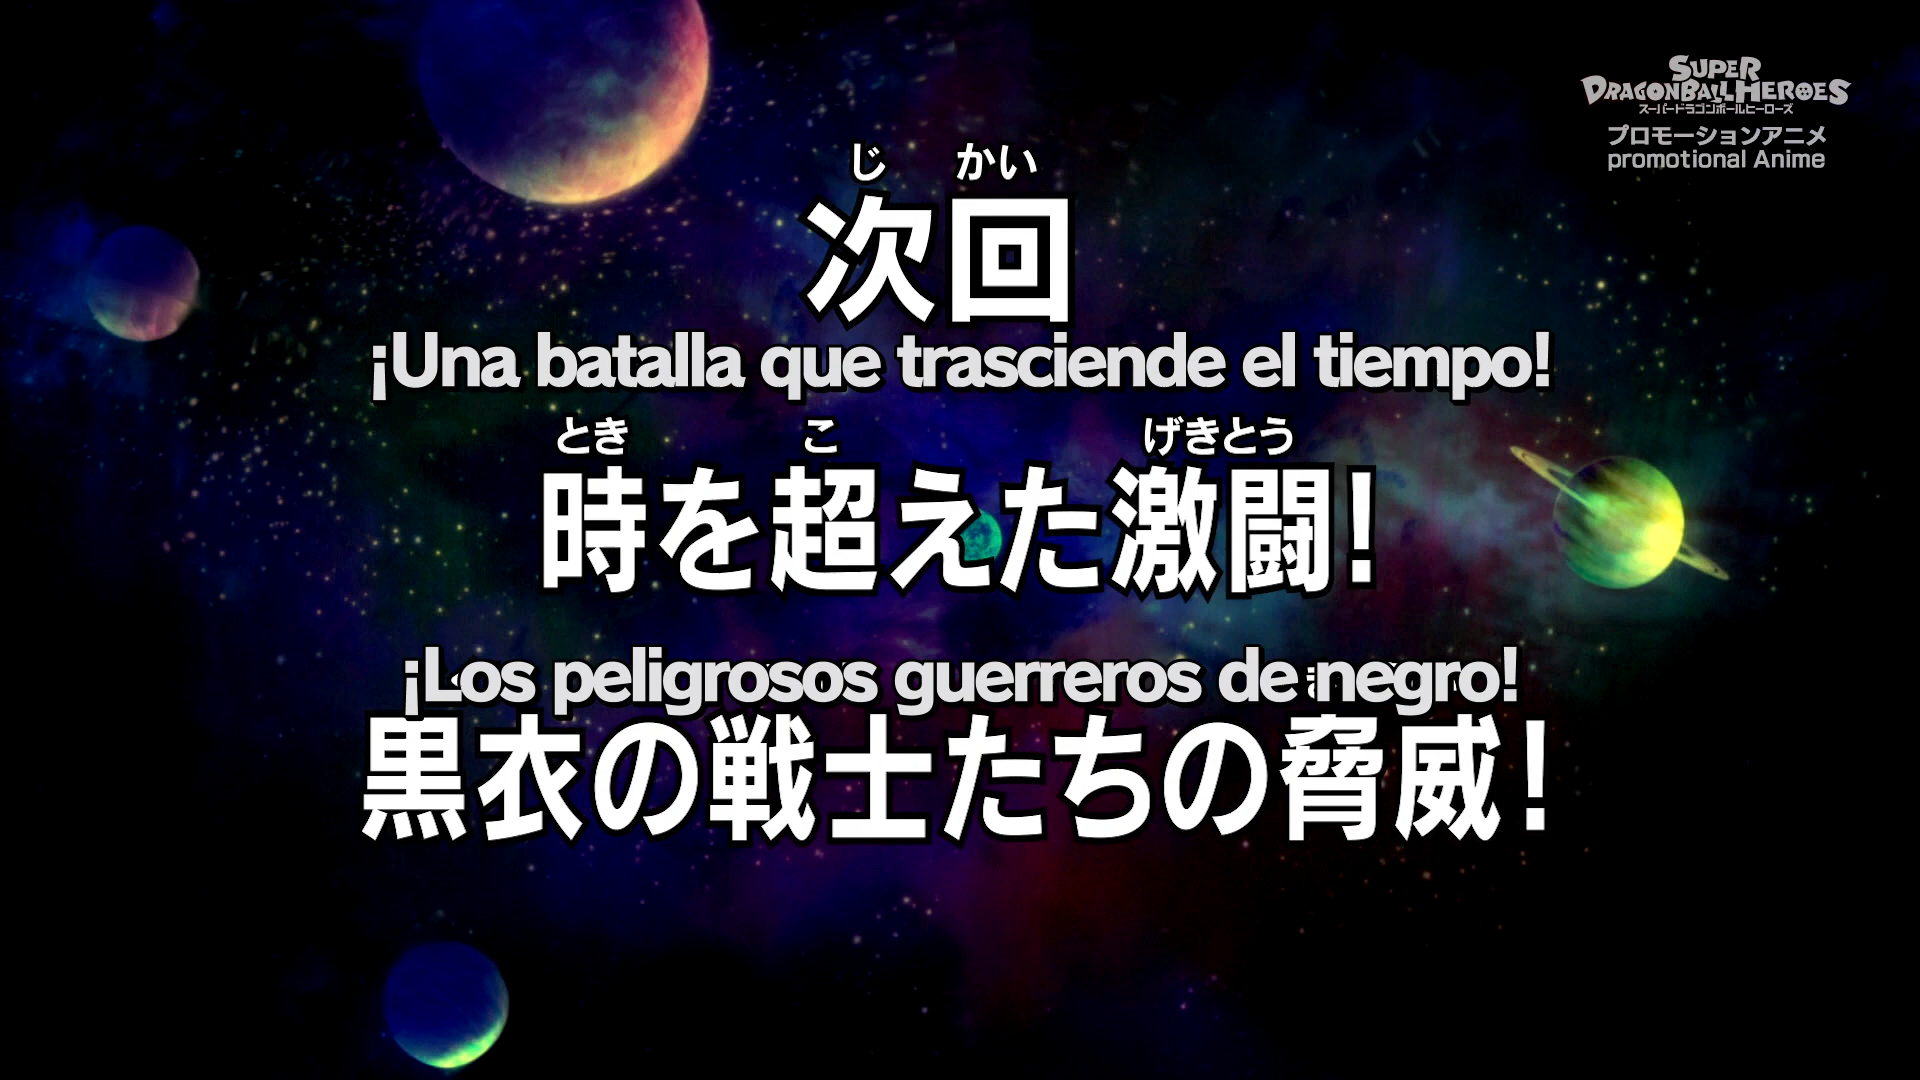 SUPER
DRAGONBALL HEROES
スーパードラゴンボールヒーローズ
プロモーションアニメ
promotional Anime
じ かい
次回
¡Una batalla que trasciende el tiempo!
とき こ げきとう
時を超えた激闘!
¡Los peligrosos guerreros de negro!
黒衣の戦士たちの脅威!